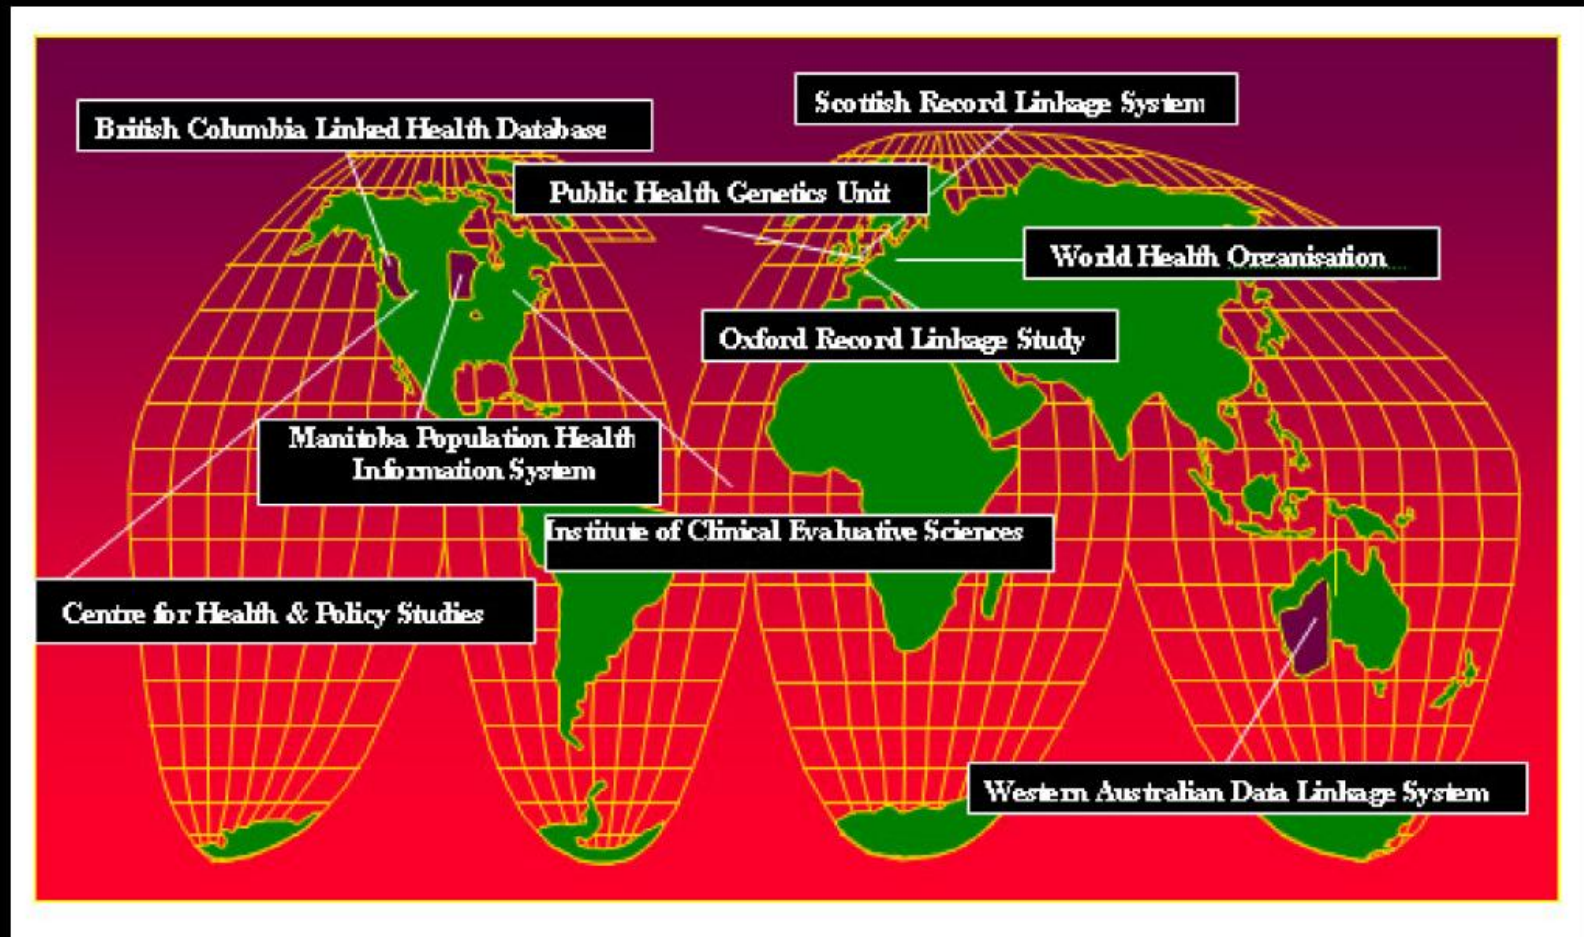 Scottish Record Linkage System
British Columbia Linked Health Database
Public Health Genetics Unit
World Health Organisation
Oxford Record Linkage Study
Manitoba Population Health
Information System
Institute of Clinical Evaluative Sciences
Centre for Health & Policy Studies
Western Australian Data Linkage System